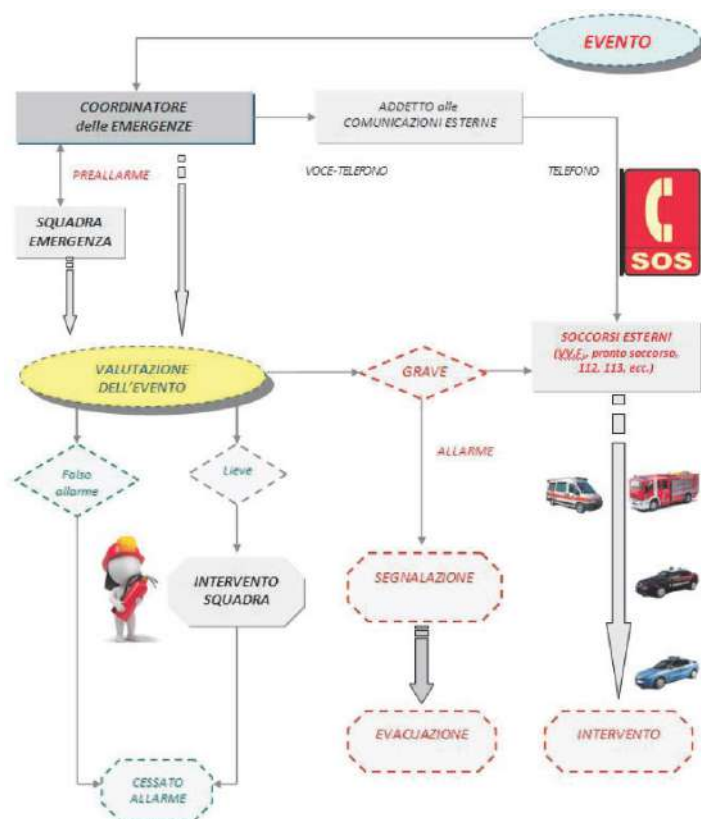 EVENTO
COORDINATORE
delle EMERGENZE
ADDETTO alle
COMUNICAZIONI ESTERNE
PREALLARME
VOCE-TELEFONO
TELEFONO
SQUADRA
EMERGENZA
SOS
SOCCORSI ESTERNI
(VV.F., pronto soccorso,
112, 113, ecc.)
VALUTAZIONE
DELL'EVENTO
GRAVE
ALLARME
Falso
allarme
Lieve
INTERVENTO
SQUADRA
SEGNALAZIONE
EVACUAZIONE
INTERVENTO
CESSATO
ALLARME